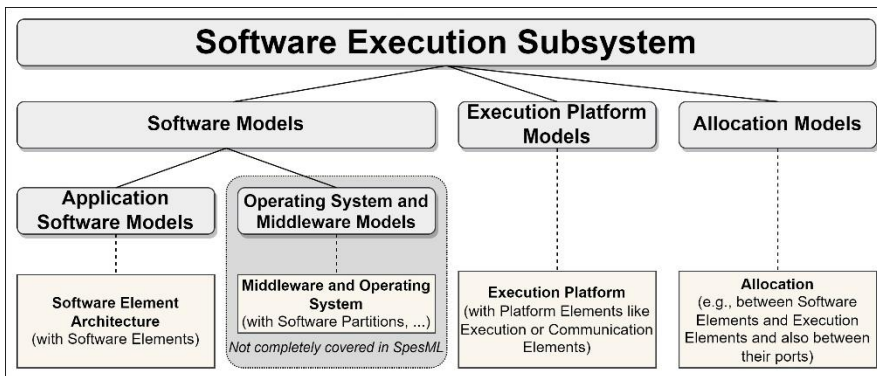 Software Execution Subsystem
Software Models
Execution Platform
Models
Allocation Models
Application
Software Models
Operating System and
Middleware Models
Software Element
Architecture
(with Software Elements)
Middleware and Operating
System
(with Software Partitions, ...)
Not completely covered in SpesML
Execution Platform
(with Platform Elements like
Execution or Communication
Elements)
Allocation
(e.g., between Software
Elements and Execution
Elements and also between
their ports)